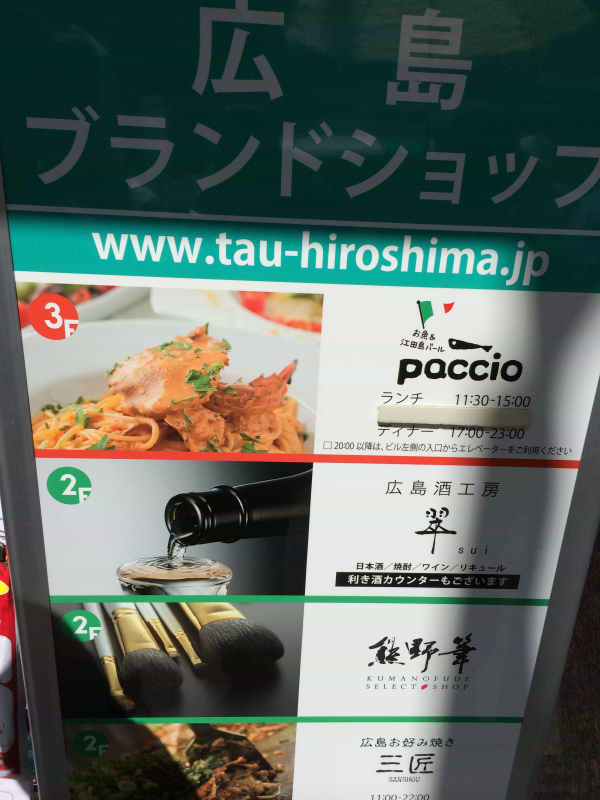 広島
ブランドショップ
www.tau-hiroshima.jp
3F
お魚&
江田島バール
paccio
ランチ 11:30-15:00
ディナー 17:00-23:00
□ 20:00 以降は、ビル左側の入口からエレベーターをご利用ください
2F
広島酒工房
翠
sui
日本酒/焼酎/ワイン/リキュール
利き酒カウンターもございます
2F
熊野筆
KUMANOFUDE
SELECT SHOP
2F
広島お好み焼き
三匠
SANSHOU
11:00-22:00